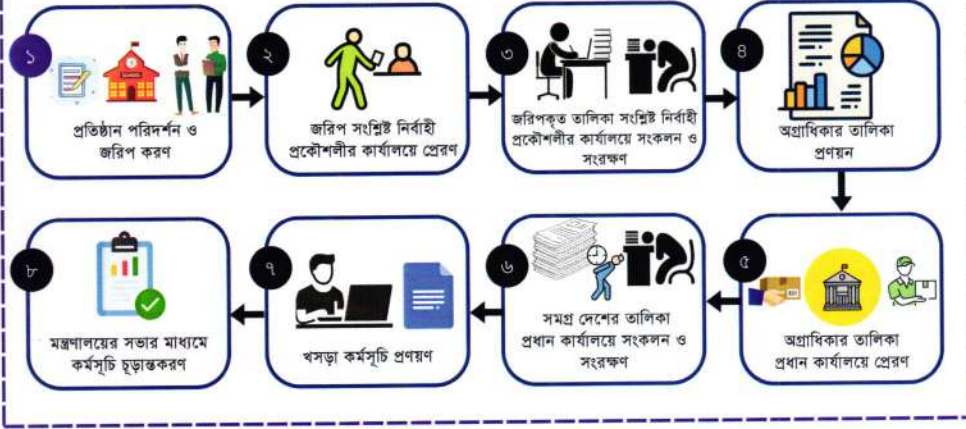 ১
প্রতিষ্ঠান পরিদর্শন ও
জরিপ করণ
২
জরিপ সংশ্লিষ্ট নির্বাহী
প্রকৌশলীর কার্যালয়ে প্রেরণ
৩
জরিপকৃত তালিকা সংশ্লিষ্ট নির্বাহী
প্রকৌশলীর কার্যালয়ে সংকলন ও
সংরক্ষণ
৪
অগ্রাধিকার তালিকা
প্রণয়ন
৫
অগ্রাধিকার তালিকা
প্রধান কার্যালয়ে প্রেরণ
৬
সমগ্র দেশের তালিকা
প্রধান কার্যালয়ে সংকলন ও
সংরক্ষণ
৭
খসড়া কর্মসূচি প্রণয়ণ
৮
মন্ত্রণালয়ের সভার মাধ্যমে
কর্মসূচি চূড়ান্তকরণ
SCHOOL